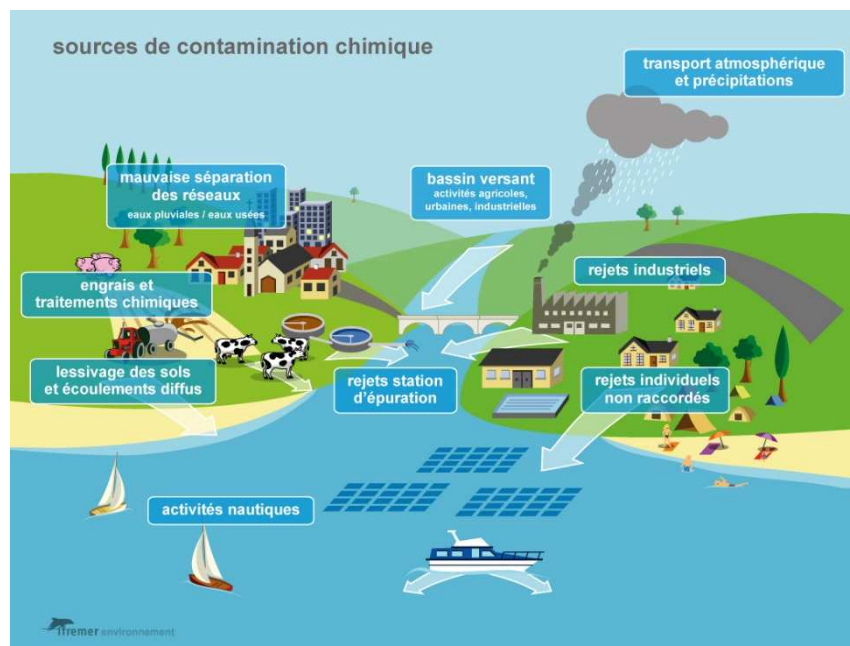 sources de contamination chimique
transport atmosphérique
et précipitations
mauvaise séparation
des réseaux
eaux pluviales / eaux usées
bassin versant
activités agricoles,
urbaines, industrielles
engrais et
traitements chimiques
rejets industriels
lessivage des sols
et écoulements diffus
rejets station
d'épuration
rejets individuels
non raccordés
activités nautiques
ifremer environnement